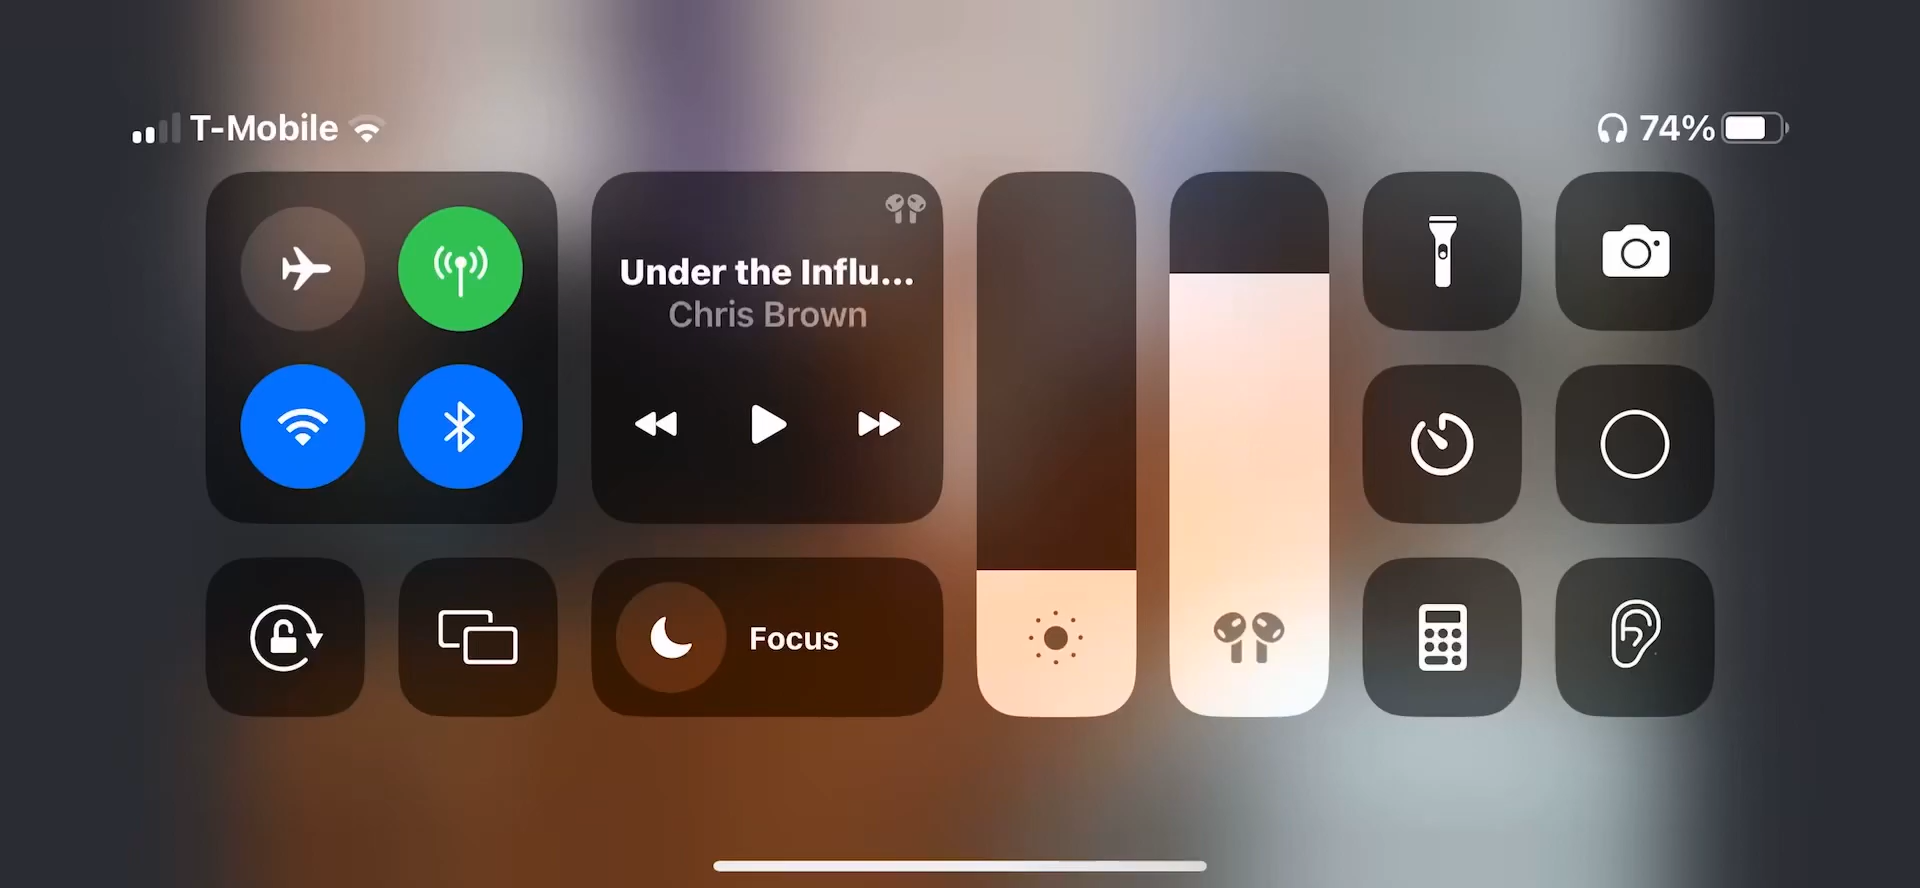 T-Mobile
74%
Under the Influ...
Chris Brown
Focus